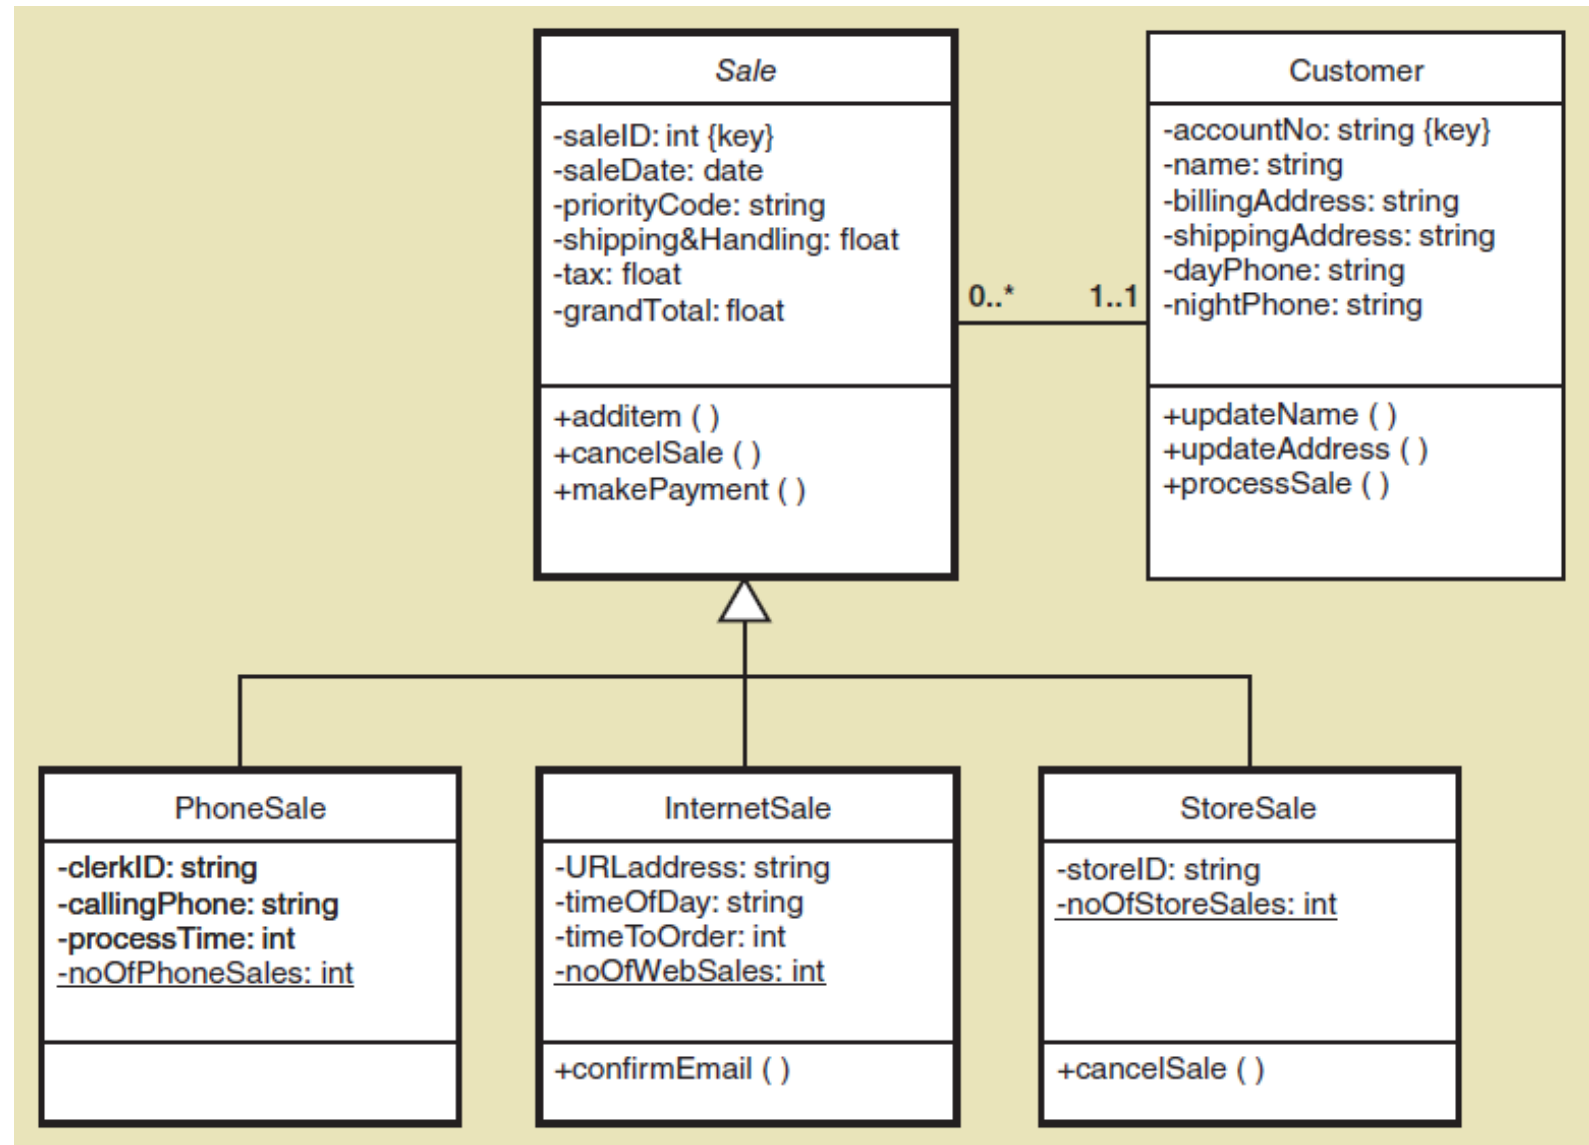 Sale
-saleID: int {key}
-saleDate: date
-priorityCode: string
-shipping&Handling: float
-tax: float
-grandTotal: float
+additem ( )
+cancelSale ( )
+makePayment ( )
0..*
1..1
Customer
-accountNo: string {key}
-name: string
-billingAddress: string
-shippingAddress: string
-dayPhone: string
-nightPhone: string
+updateName ( )
+updateAddress ( )
+processSale ( )
PhoneSale
-clerkID: string
-callingPhone: string
-processTime: int
-noOfPhoneSales: int
InternetSale
-URLaddress: string
-timeOfDay: string
-timeToOrder: int
-noOfWebSales: int
+confirmEmail ( )
StoreSale
-storeID: string
-noOfStoreSales: int
+cancelSale ( )